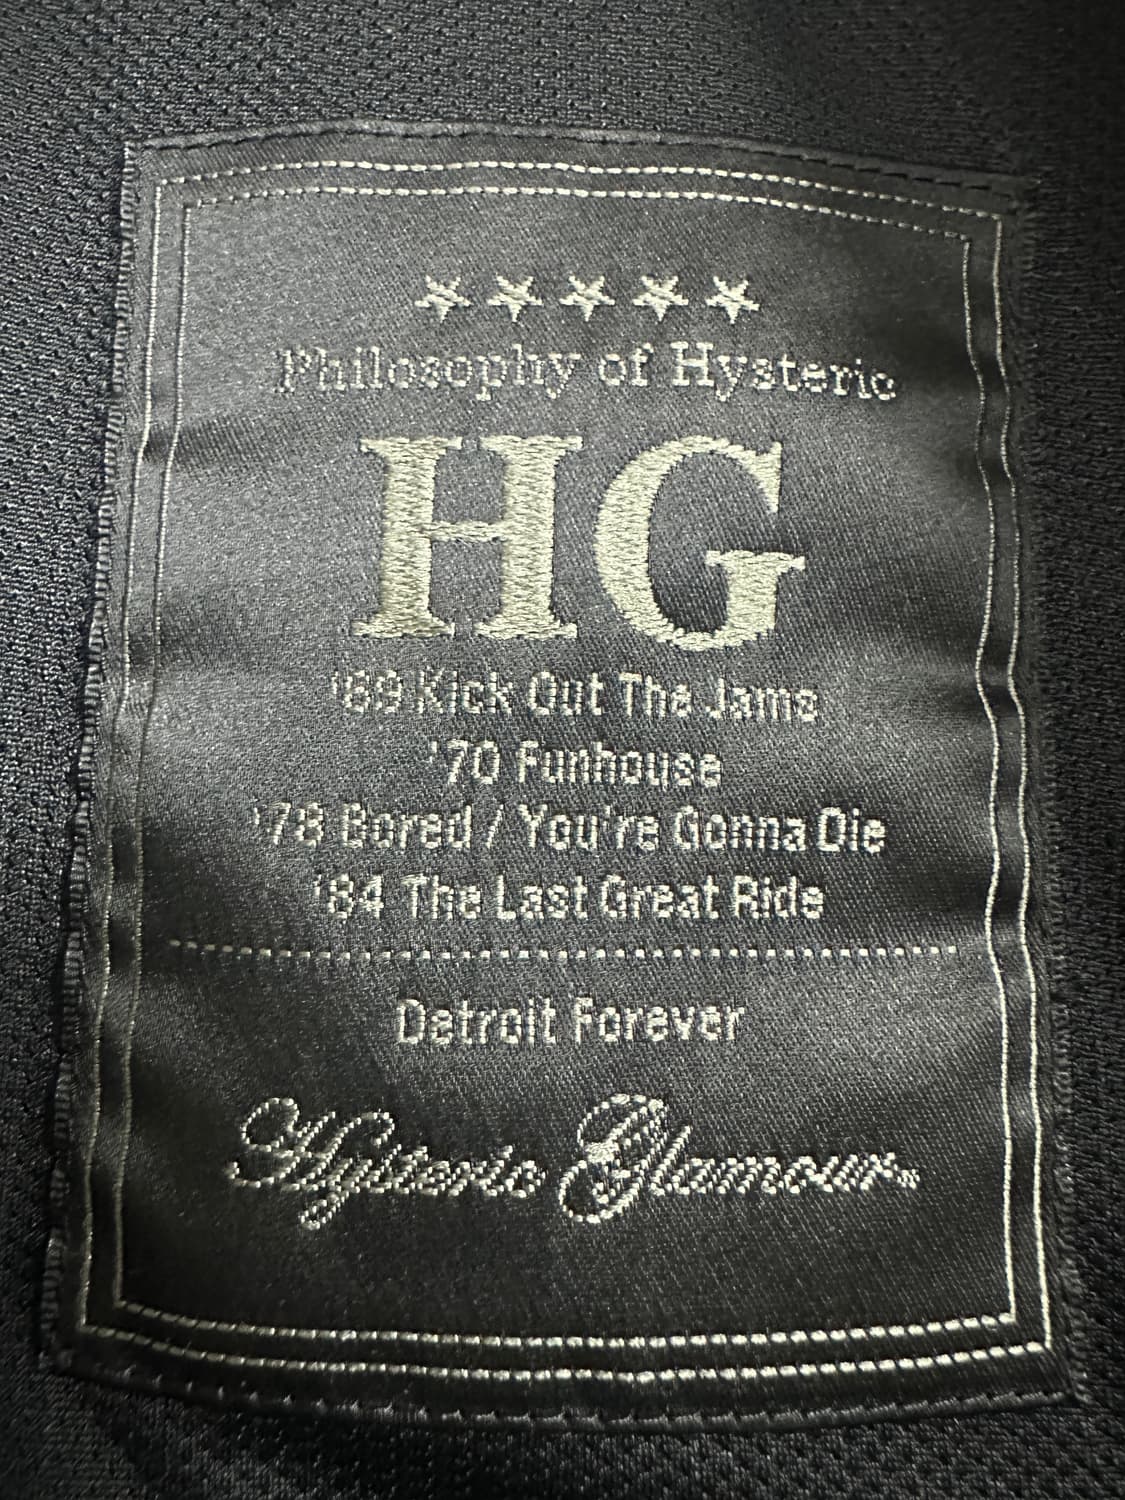 ★★★★★
Philosophy of Hysteric
HG
'69 Kick Out The Jams
'70 Funhouse
'78 Bored / You're Gonna Die
'84 The Last Great Ride
Detroit Forever
Hysteric Glamour.